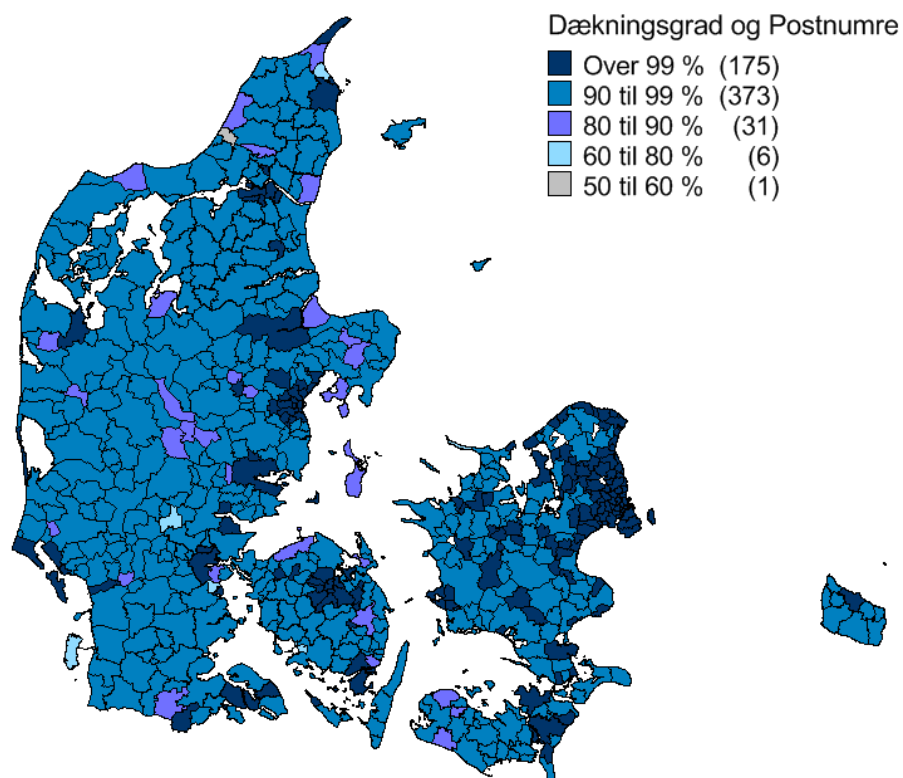 Dækningsgrad og Postnumre
Over 99 % (175)
90 til 99 % (373)
80 til 90 % (31)
60 til 80 % (6)
50 til 60 % (1)